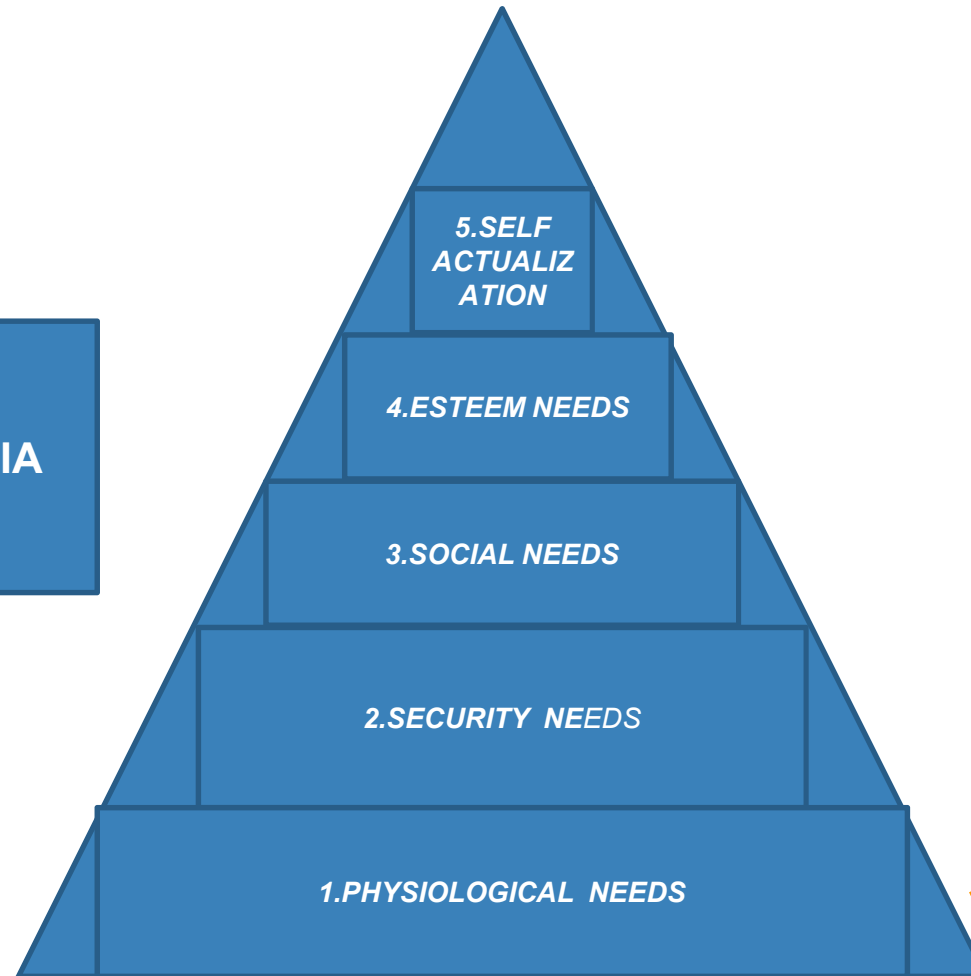 5.SELF
ACTUALIZ
ATION
4.ESTEEM NEEDS
IA
3.SOCIAL NEEDS
2.SECURITY NEEDS
1.PHYSIOLOGICAL NEEDS